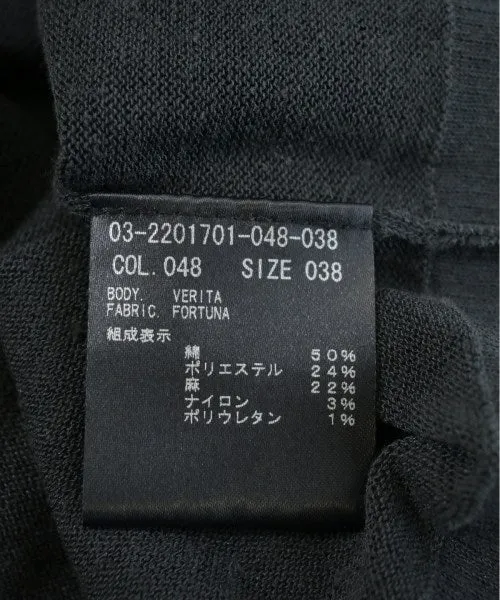 03-2201701-048-038
COL. 048 SIZE 038
BODY. VERITA
FABRIC. FORTUNA
組成表示
綿 50%
ポリエステル 24%
麻 22%
ナイロン 3%
ポリウレタン 1%